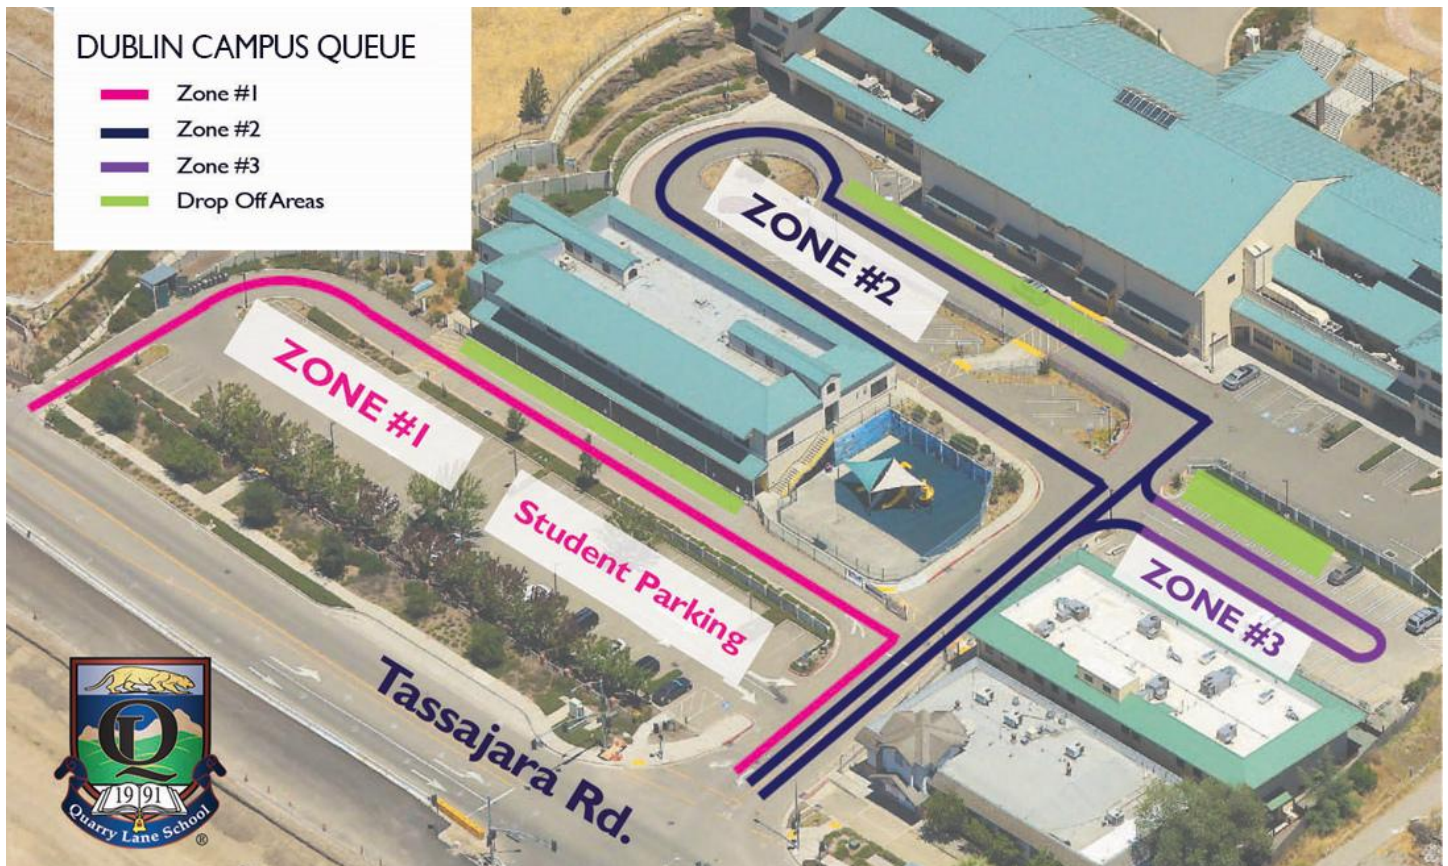 DUBLIN CAMPUS QUEUE
Zone #1
Zone #2
Zone #3
Drop Off Areas
ZONE #2
ZONE #1
Student Parking
ZONE #3
Tassajara Rd.
QL
1991
Quarry Lane School
®